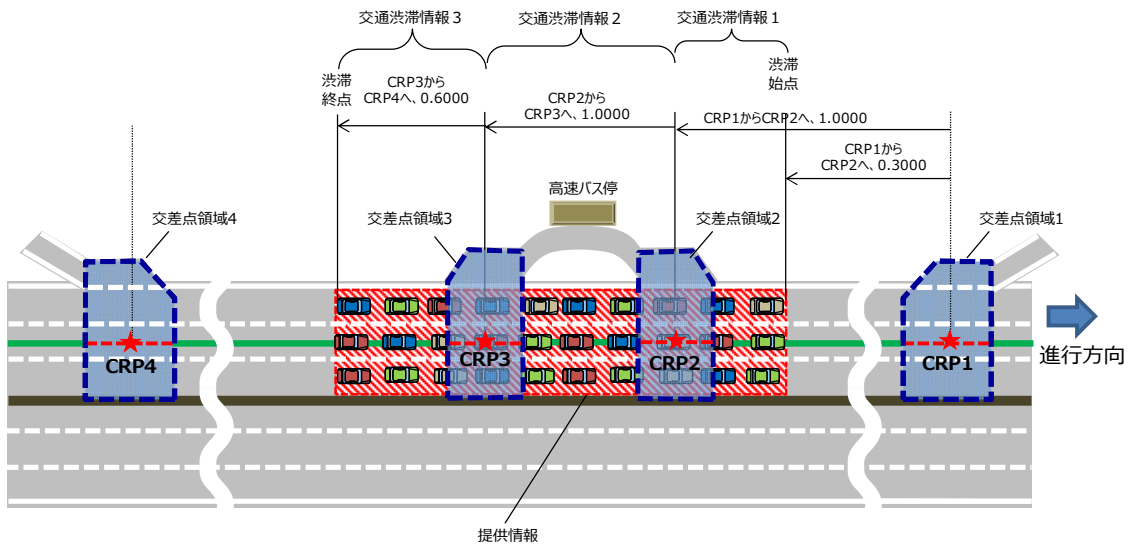 交通渋滞情報3
交通渋滞情報2
交通渋滞情報1
渋滞
終点
CRP3から
CRP4へ、0.6000
CRP2から
CRP3へ、1.0000
渋滞
始点
CRP1からCRP2へ、1.0000
CRP1から
CRP2へ、0.3000
高速バス停
交差点領域4
交差点領域3
交差点領域2
交差点領域1
CRP4
CRP3
CRP2
CRP1
進行方向
提供情報